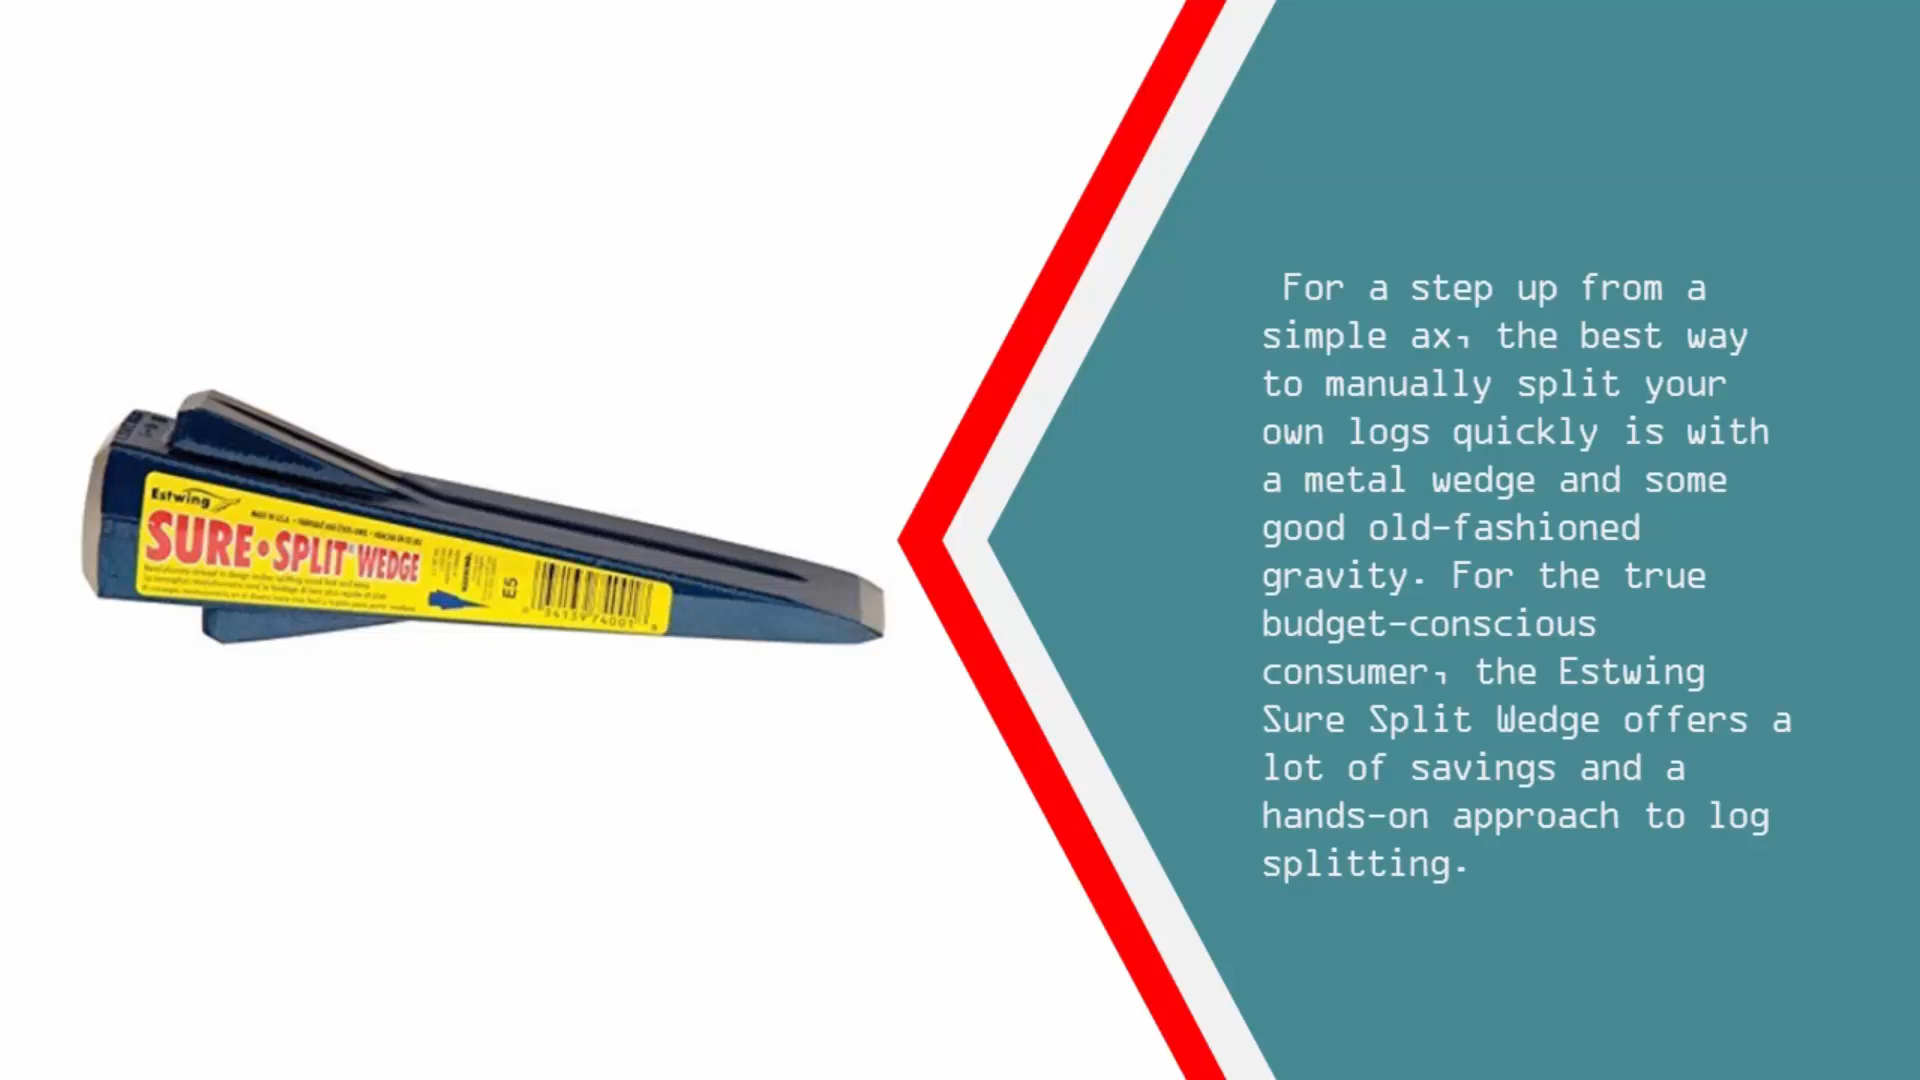 For a step up from a
simple ax, the best way
to manually split your
own logs quickly is with
a metal wedge and some
good old-fashioned
gravity. For the true
budget-conscious
consumer, the Estwing
Sure Split Wedge offers a
lot of savings and a
hands-on approach to log
splitting.
Estwing
SURE•SPLIT® WEDGE
E5